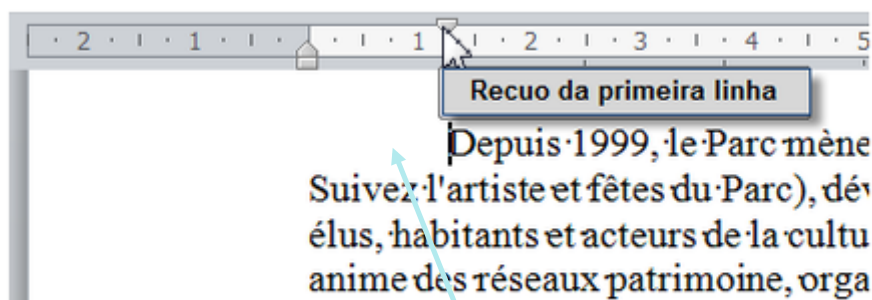 2 1 1 2 3 4 5
Recuo da primeira linha
Depuis·1999,·le·Parc·mène
Suivez·l'artiste·et·fêtes·du·Parc),·dév
élus,·habitants·et·acteurs·de·la·cultu
anime·des·réseaux·patrimoine,·orga